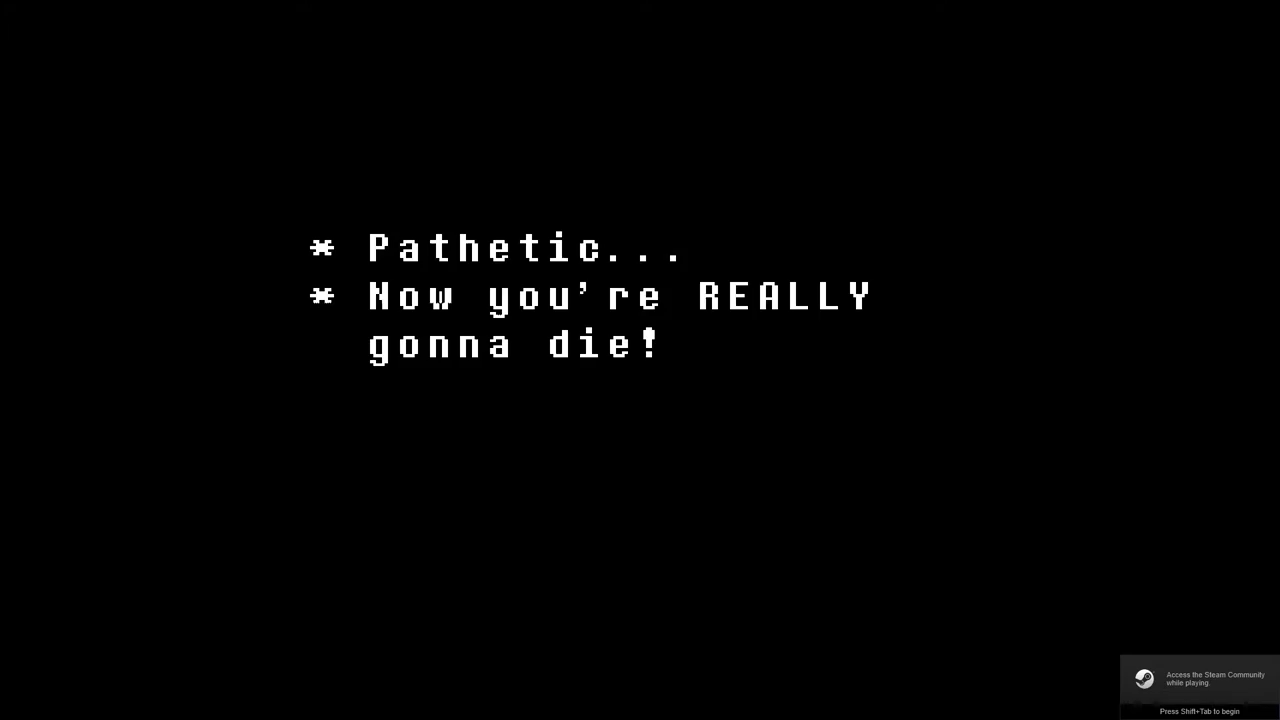 * Pathetic...
* Now you're REALLY
gonna die!
Access the Steam Community
while playing.
Press Shift+Tab to begin